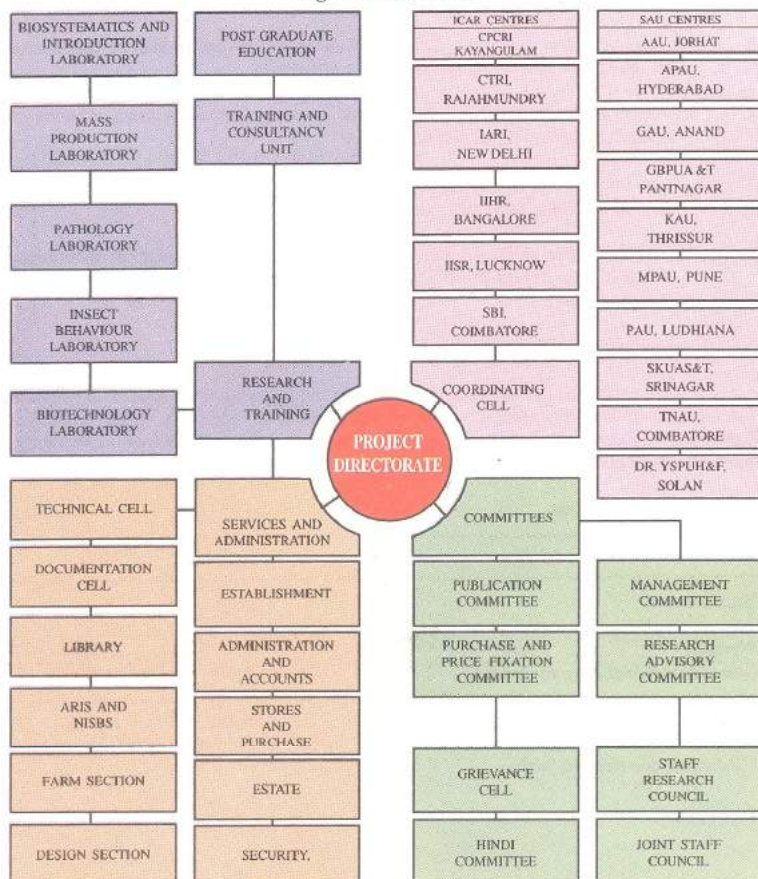 BIOSYSTEMATICS AND
INTRODUCTION
LABORATORY
MASS
PRODUCTION
LABORATORY
PATHOLOGY
LABORATORY
INSECT
BEHAVIOUR
LABORATORY
BIOTECHNOLOGY
LABORATORY
POST GRADUATE
EDUCATION
TRAINING AND
CONSULTANCY
UNIT
RESEARCH
AND
TRAINING
ICAR CENTRES
CPCRI
KAYANGULAM
CTRI,
RAJAHMUNDRY
IARI,
NEW DELHI
IIHR,
BANGALORE
IISR, LUCKNOW
SBI,
COIMBATORE
COORDINATING
CELL
SAU CENTRES
AAU, JORHAT
APAU,
HYDERABAD
GAU, ANAND
GBPUA &T
PANTNAGAR
KAU,
THRISSUR
MPAU, PUNE
PAU, LUDHIANA
SKUAS&T,
SRINAGAR
TNAU,
COIMBATORE
DR. YSPUH&F,
SOLAN
PROJECT
DIRECTORATE
TECHNICAL CELL
DOCUMENTATION
CELL
LIBRARY
ARIS AND
NISBS
FARM SECTION
DESIGN SECTION
SERVICES AND
ADMINISTRATION
ESTABLISHMENT
ADMINISTRATION
AND
ACCOUNTS
STORES
AND
PURCHASE
ESTATE
SECURITY,
COMMITTEES
PUBLICATION
COMMITTEE
PURCHASE AND
PRICE FIXATION
COMMITTEE
GRIEVANCE
CELL
HINDI
COMMITTEE
MANAGEMENT
COMMITTEE
RESEARCH
ADVISORY
COMMITTEE
STAFF
RESEARCH
COUNCIL
JOINT STAFF
COUNCIL